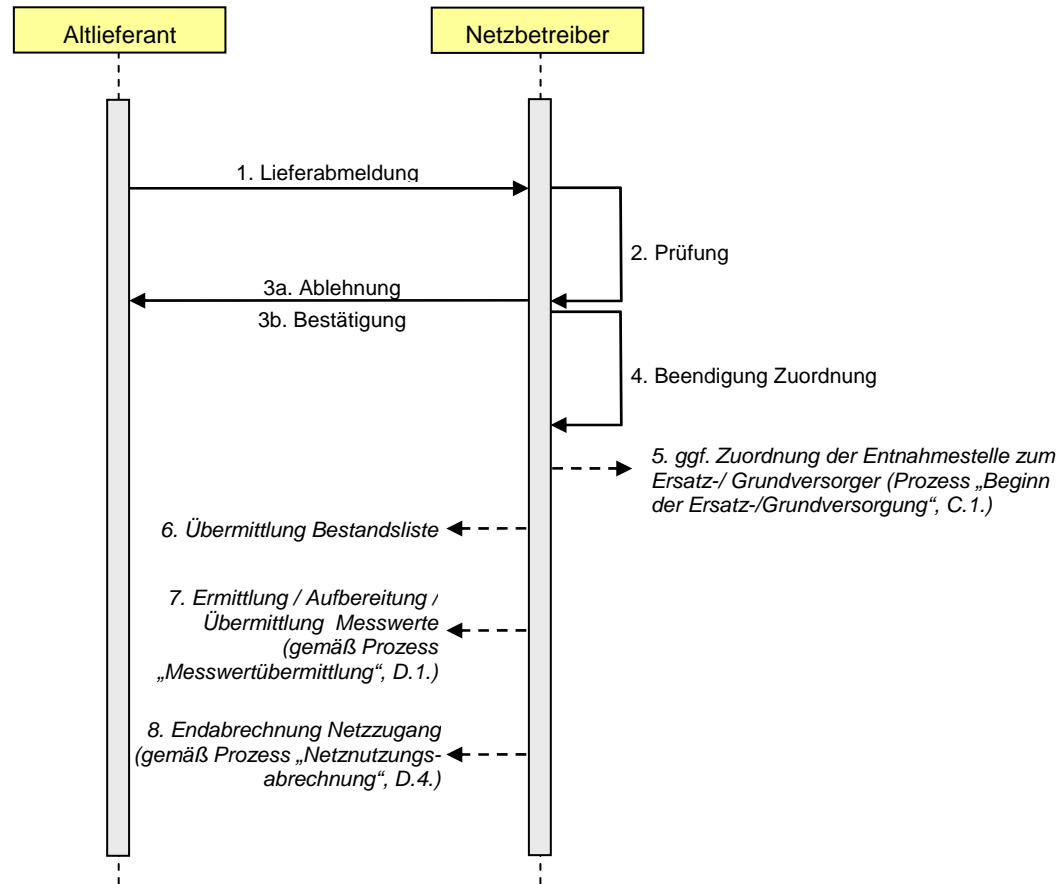 Altlieferant
Netzbetreiber
1. Lieferabmeldung
2. Prüfung
3a. Ablehnung
3b. Bestätigung
4. Beendigung Zuordnung
5. ggf. Zuordnung der Entnahmestelle zum
Ersatz-/ Grundversorger (Prozess „Beginn
der Ersatz-/Grundversorgung“, C.1.)
6. Übermittlung Bestandsliste
7. Ermittlung / Aufbereitung /
Übermittlung Messwerte
(gemäß Prozess
„Messwertübermittlung“, D.1.)
8. Endabrechnung Netzzugang
(gemäß Prozess „Netznutzungs-
abrechnung“, D.4.)